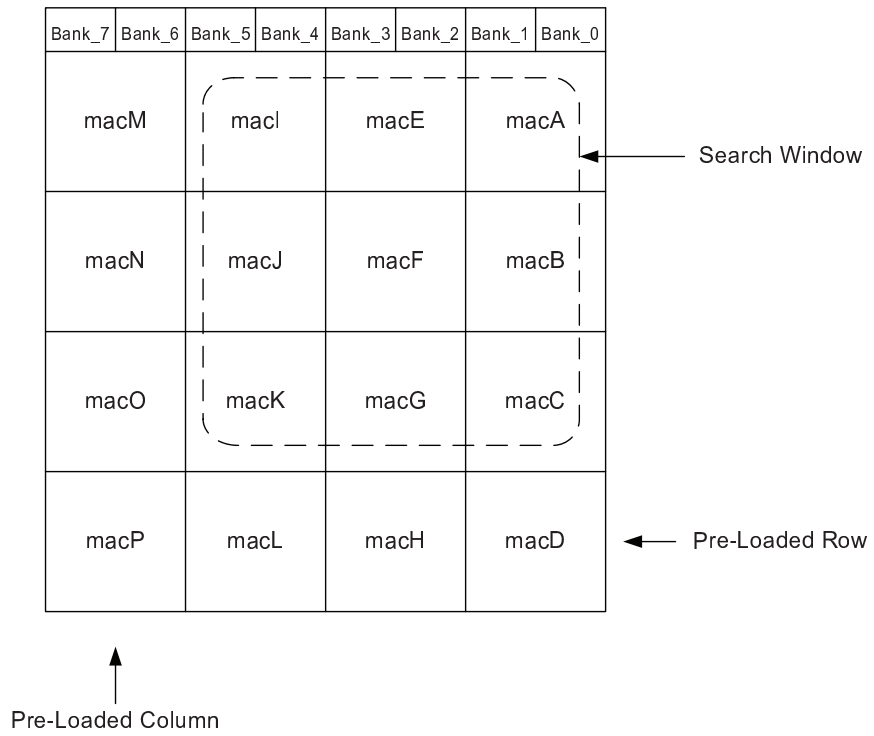 Bank_7 Bank_6 Bank_5 Bank_4 Bank_3 Bank_2 Bank_1 Bank_0
macM macI macE macA
Search Window
macN macJ macF macB
macO macK macG macC
macP macL macH macD
Pre-Loaded Row
Pre-Loaded Column